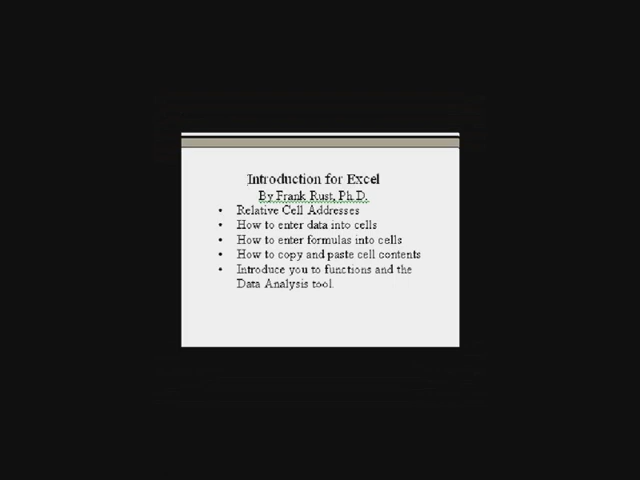 Introduction for Excel
By Frank Rust, Ph.D.
• Relative Cell Addresses
• How to enter data into cells
• How to enter formulas into cells
• How to copy and paste cell contents
• Introduce you to functions and the
Data Analysis tool.